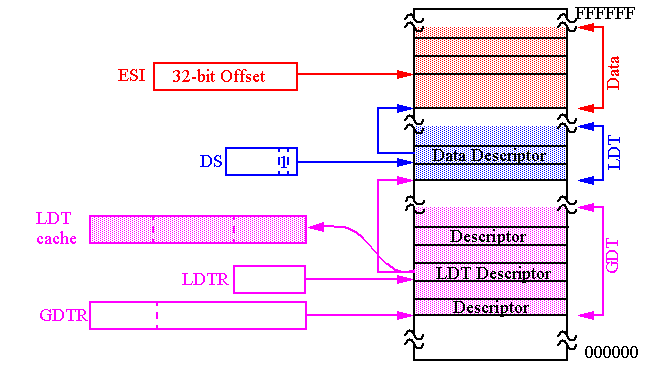 FFFFFF
ESI 32-bit Offset
Data
DS 1 Data Descriptor
LDT
LDT
cache
Descriptor
LDTR LDT Descriptor
GDT
GDTR Descriptor
000000